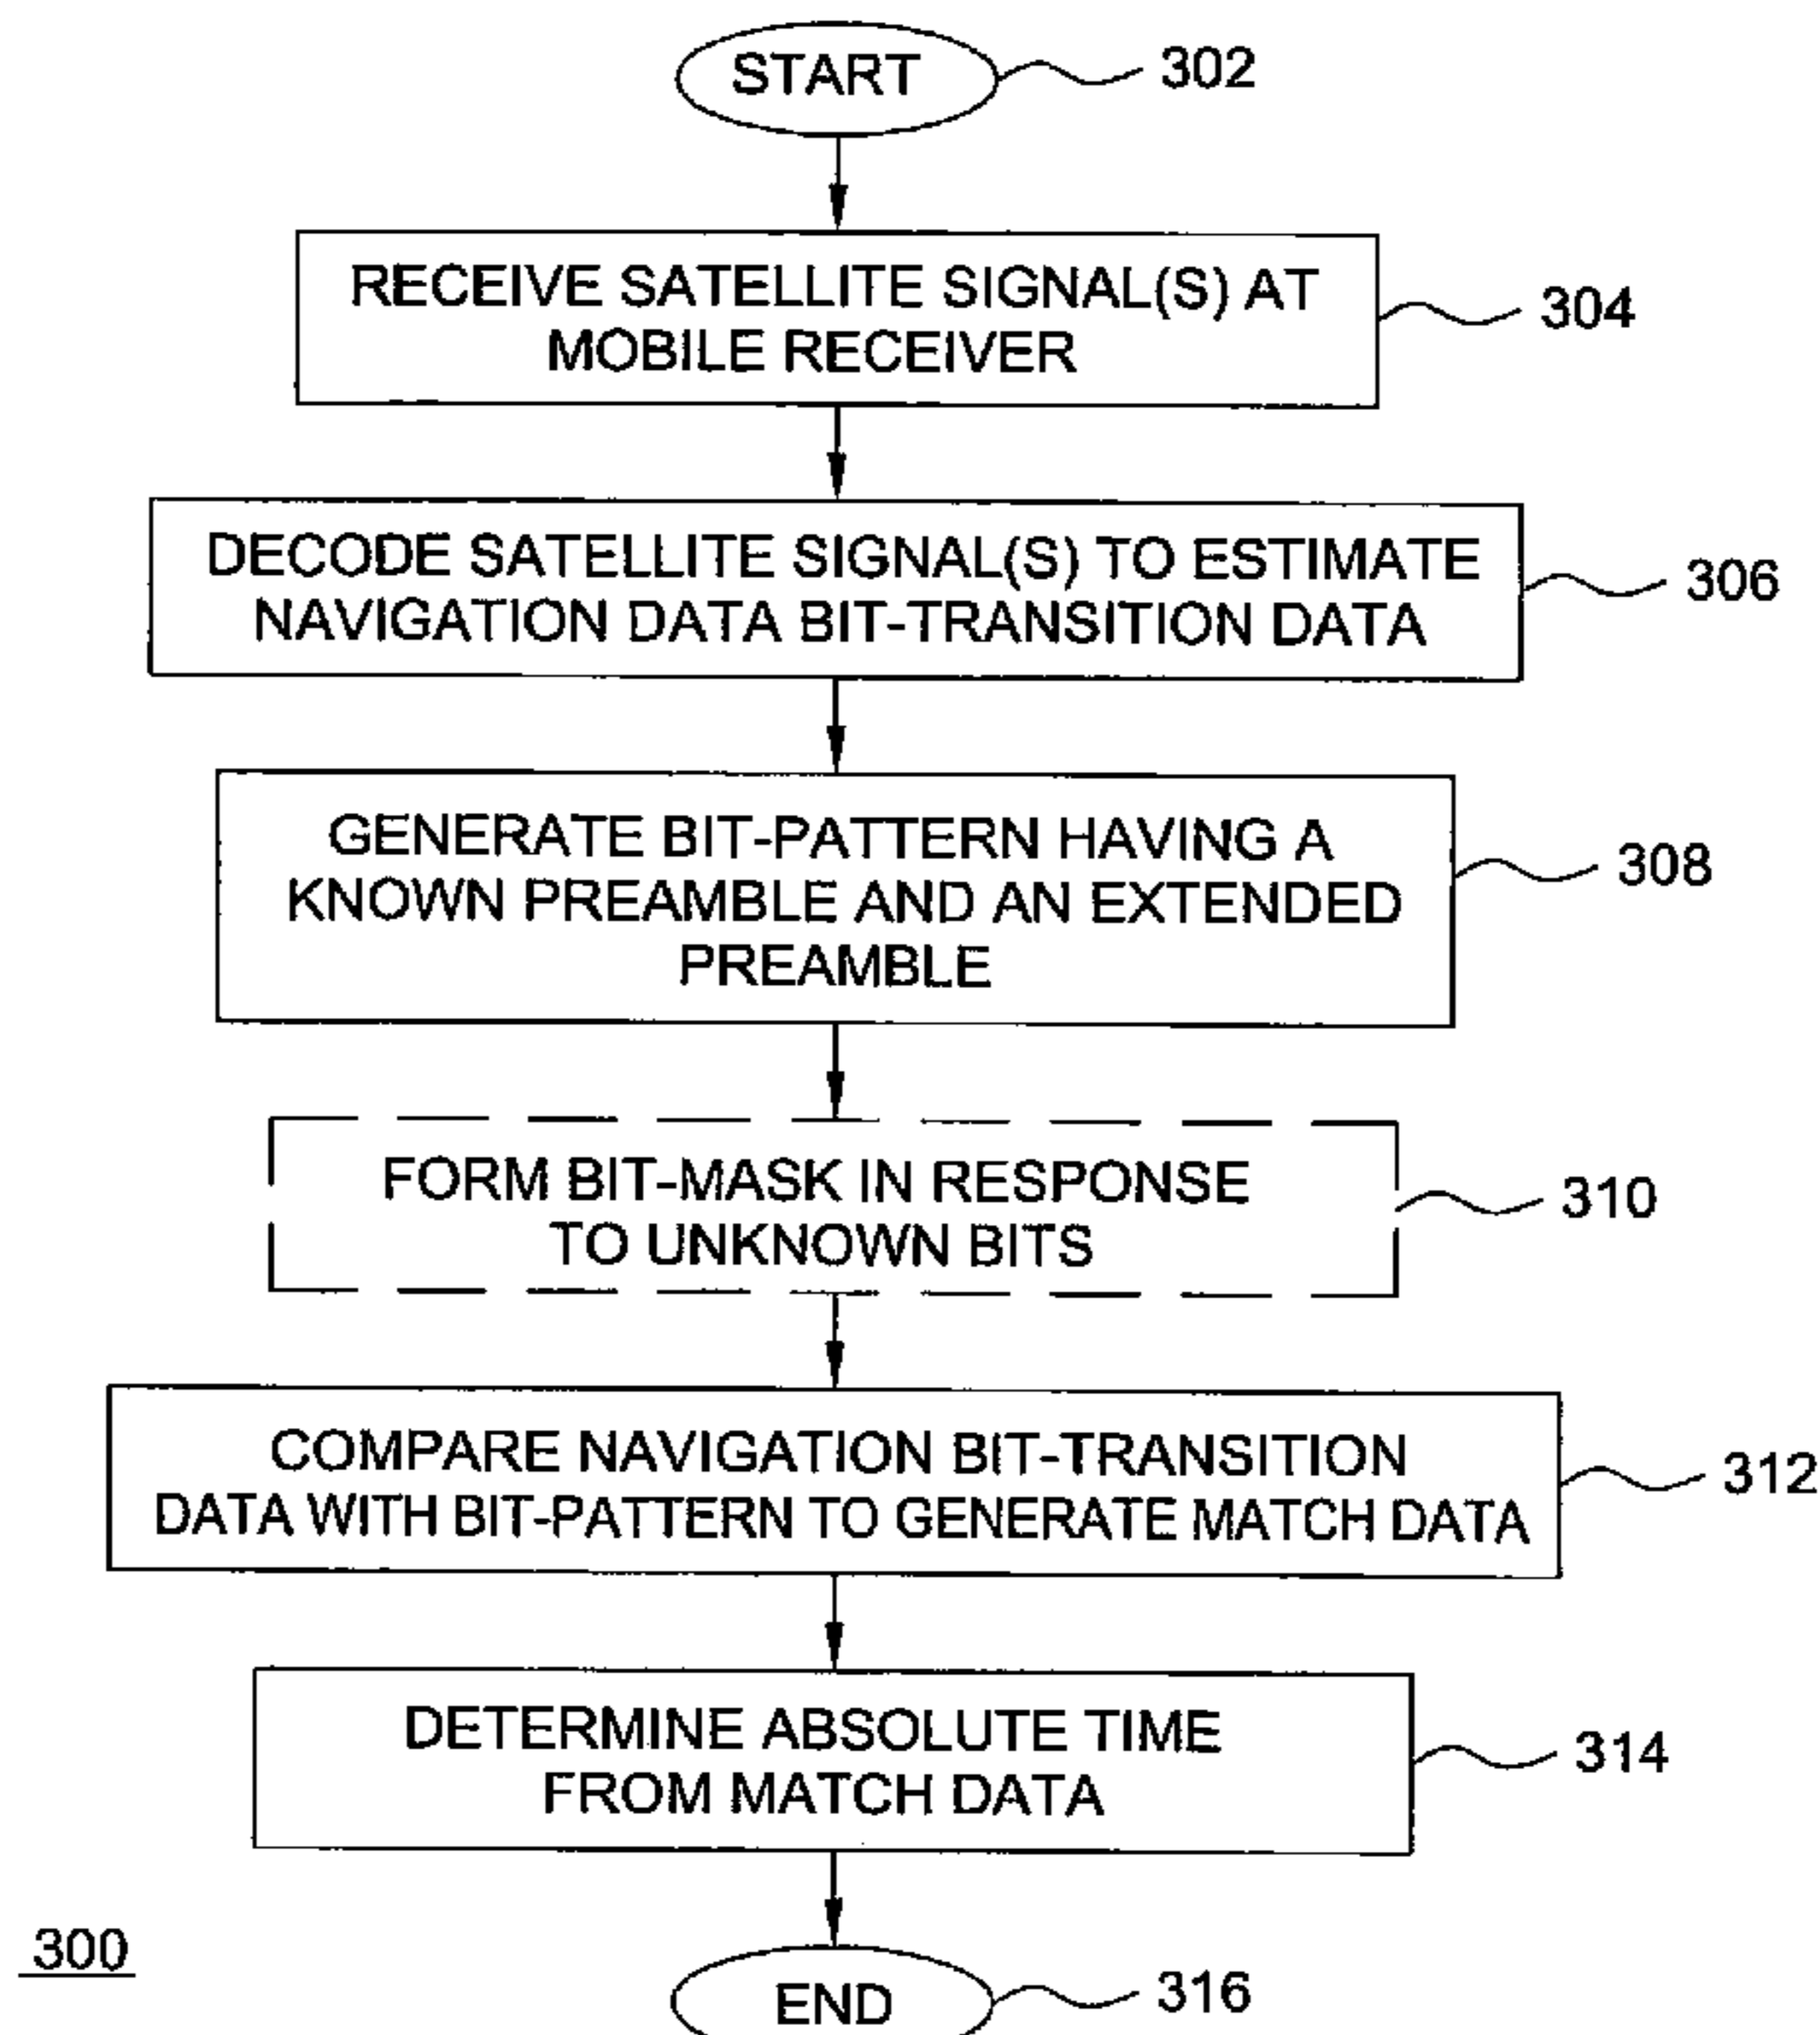 START
302
RECEIVE SATELLITE SIGNAL(S) AT
MOBILE RECEIVER
304
DECODE SATELLITE SIGNAL(S) TO ESTIMATE
NAVIGATION DATA BIT-TRANSITION DATA
306
GENERATE BIT-PATTERN HAVING A
KNOWN PREAMBLE AND AN EXTENDED
PREAMBLE
308
FORM BIT-MASK IN RESPONSE
TO UNKNOWN BITS
310
COMPARE NAVIGATION BIT-TRANSITION
DATA WITH BIT-PATTERN TO GENERATE MATCH DATA
312
DETERMINE ABSOLUTE TIME
FROM MATCH DATA
314
300
END
316